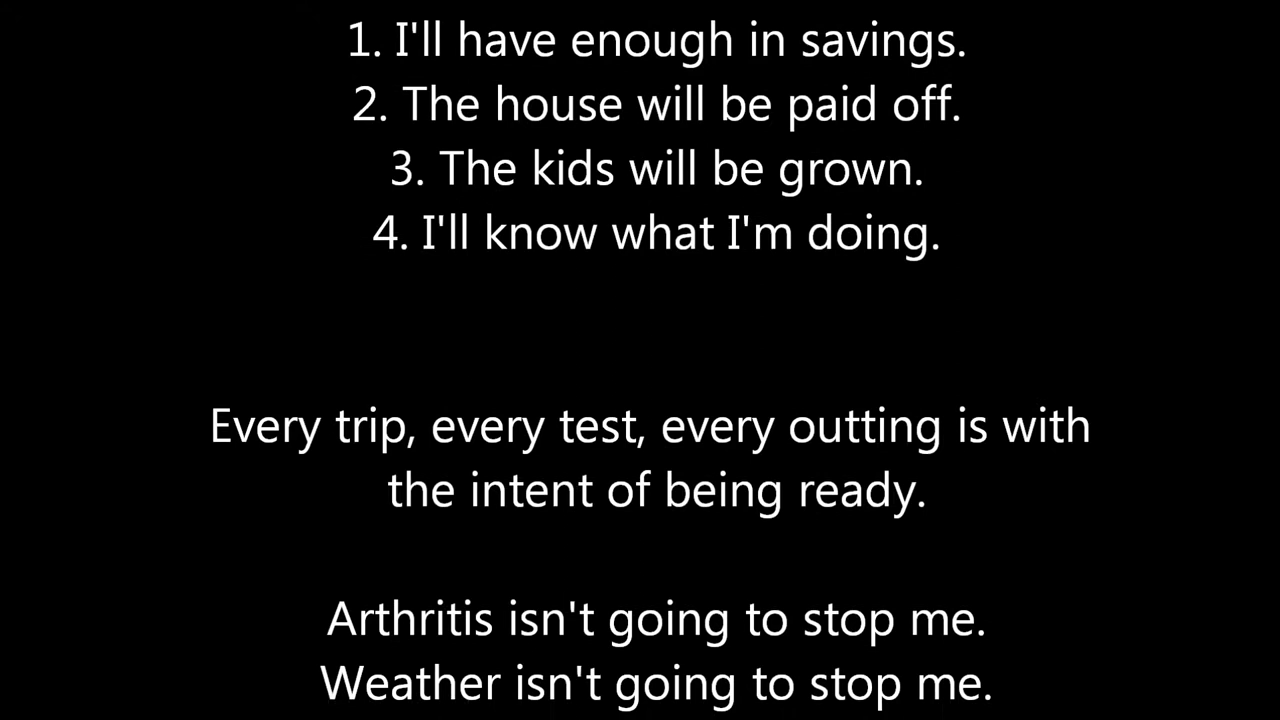 1. I'll have enough in savings.
2. The house will be paid off.
3. The kids will be grown.
4. I'll know what I'm doing.
Every trip, every test, every outting is with
the intent of being ready.
Arthritis isn't going to stop me.
Weather isn't going to stop me.